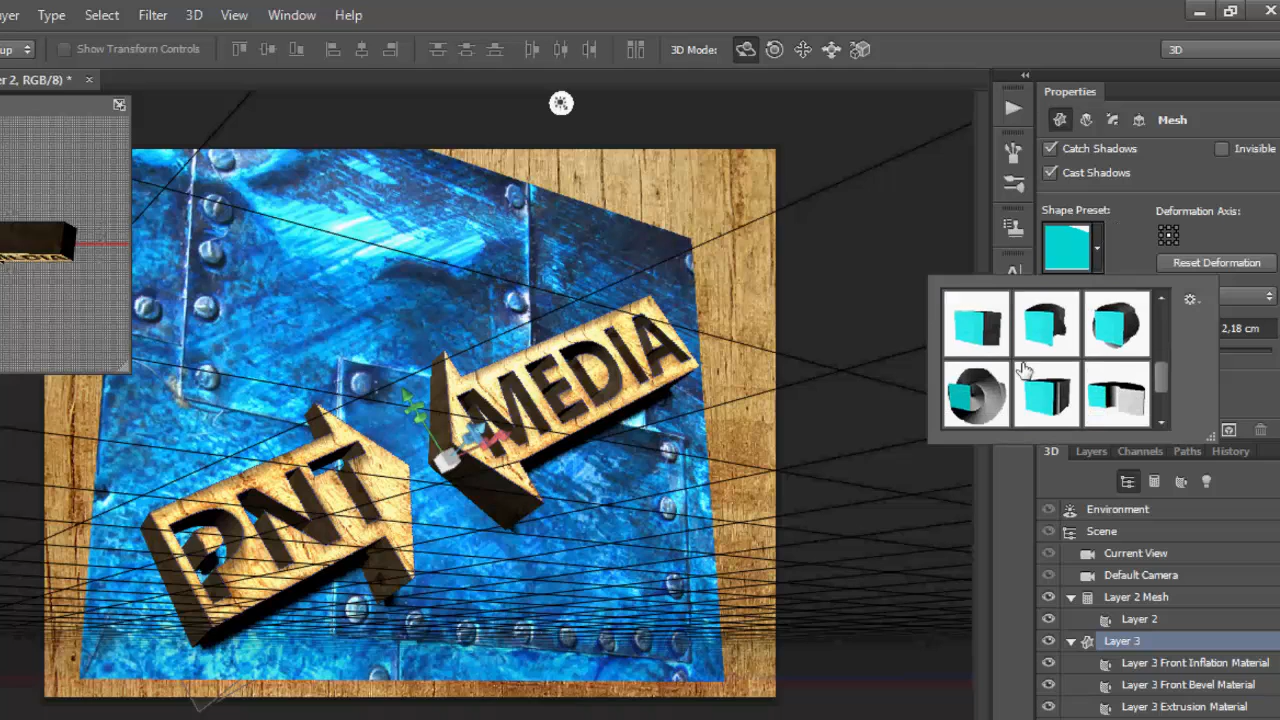 ayer Type Select Filter 3D View Window Help
up Show Transform Controls 3D Mode: 3D
er 2, RGB/8) * ×
Properties
Mesh
Catch Shadows Invisible
Cast Shadows
Shape Preset: Deformation Axis:
Reset Deformation
2,18 cm
MEDIA
PNT
3D Layers Channels Paths History
Environment
Scene
Current View
Default Camera
Layer 2 Mesh
Layer 2
Layer 3
Layer 3 Front Inflation Material
Layer 3 Front Bevel Material
Layer 3 Extrusion Material